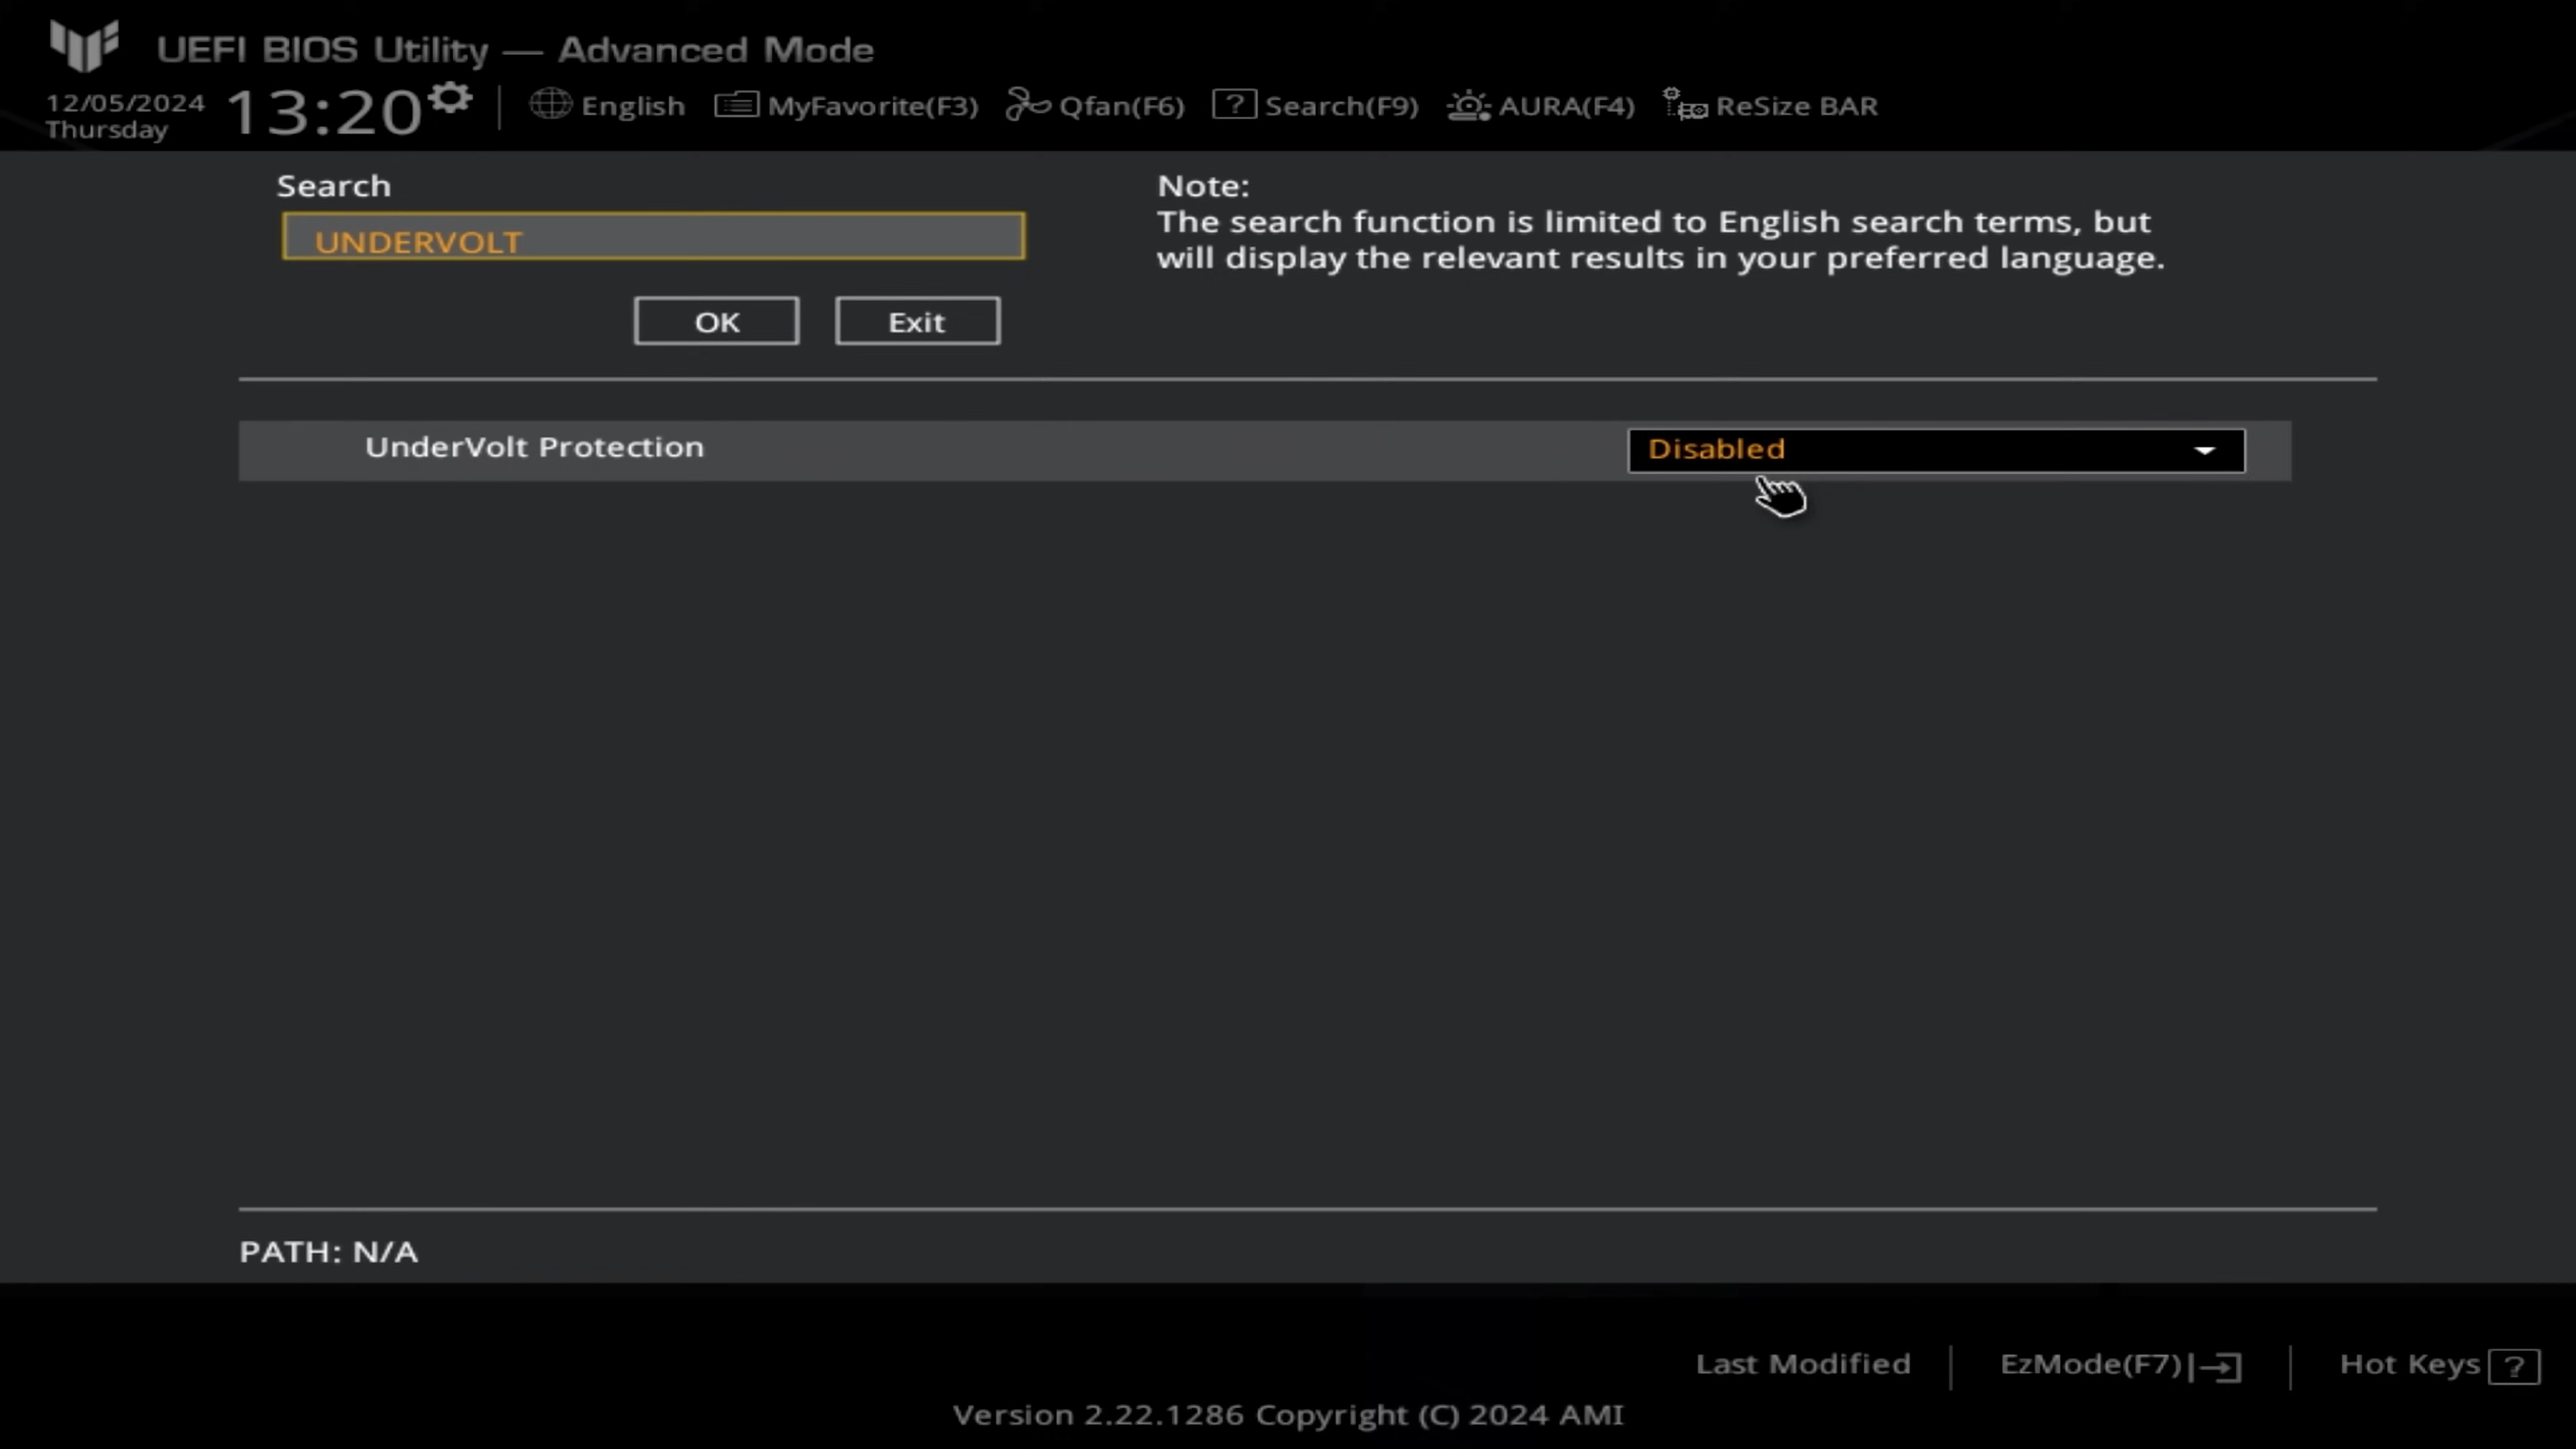 UEFI BIOS Utility — Advanced Mode
12/05/2024
Thursday
13:20
English
MyFavorite(F3)
Qfan(F6)
? Search(F9)
AURA(F4)
ReSize BAR
Search
UNDERVOLT
OK
Exit
Note:
The search function is limited to English search terms, but
will display the relevant results in your preferred language.
UnderVolt Protection
Disabled
PATH: N/A
Last Modified
EzMode(F7)
Hot Keys ?
Version 2.22.1286 Copyright (C) 2024 AMI